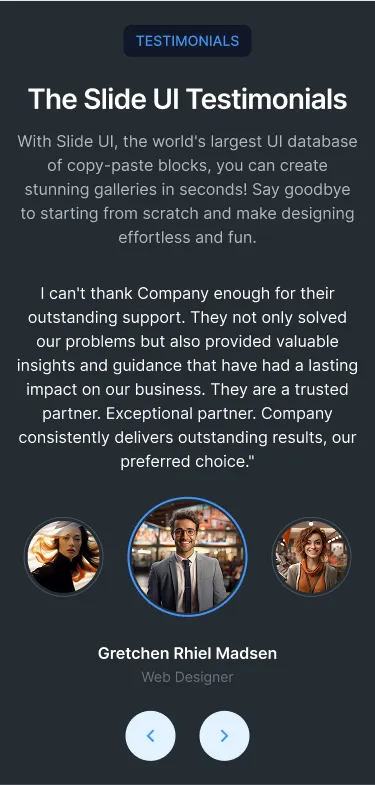 TESTIMONIALS
The Slide UI Testimonials
With Slide UI, the world's largest UI database
of copy-paste blocks, you can create
stunning galleries in seconds! Say goodbye
to starting from scratch and make designing
effortless and fun.
I can't thank Company enough for their
outstanding support. They not only solved
our problems but also provided valuable
insights and guidance that have had a lasting
impact on our business. They are a trusted
partner. Exceptional partner. Company
consistently delivers outstanding results, our
preferred choice."
Gretchen Rhiel Madsen
Web Designer